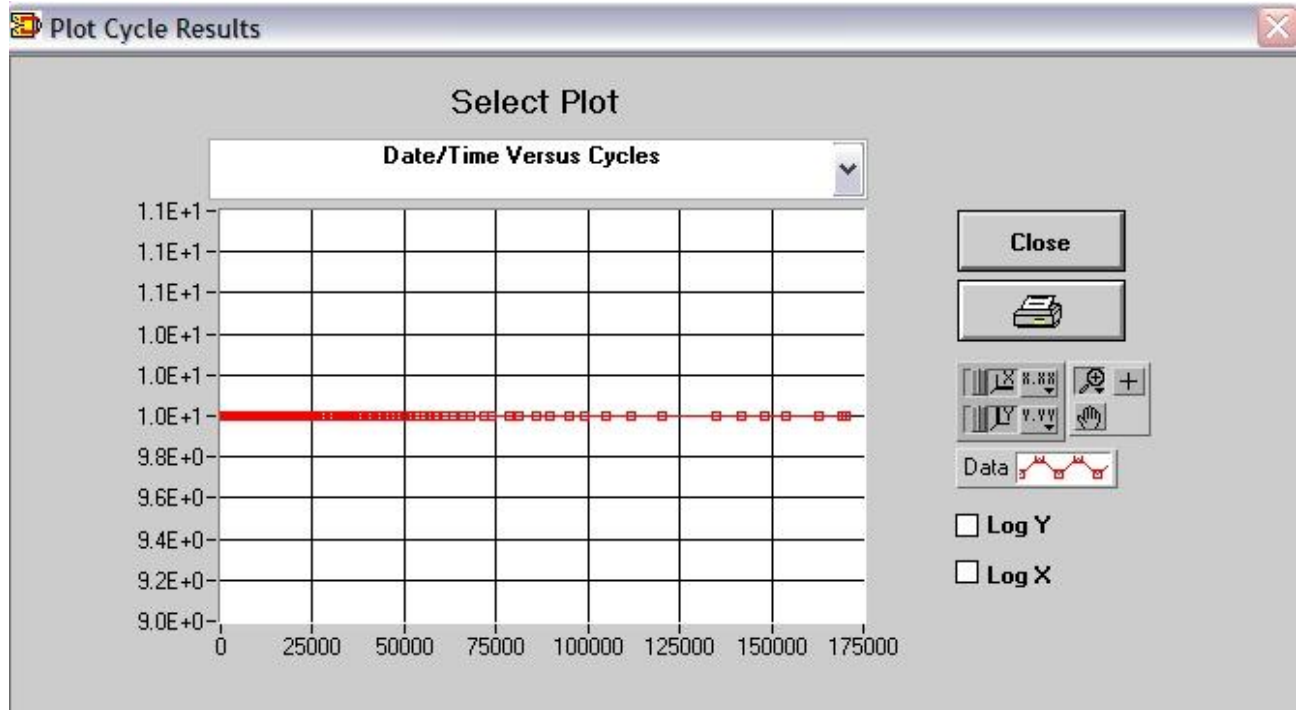 Plot Cycle Results
Select Plot
Date/Time Versus Cycles
1.1E+1
1.1E+1
1.1E+1
1.0E+1
1.0E+1
1.0E+1
9.8E+0
9.6E+0
9.4E+0
9.2E+0
9.0E+0
0 25000 50000 75000 100000 125000 150000 175000
Close
X X.XX
Y Y.YY
Data
Log Y
Log X